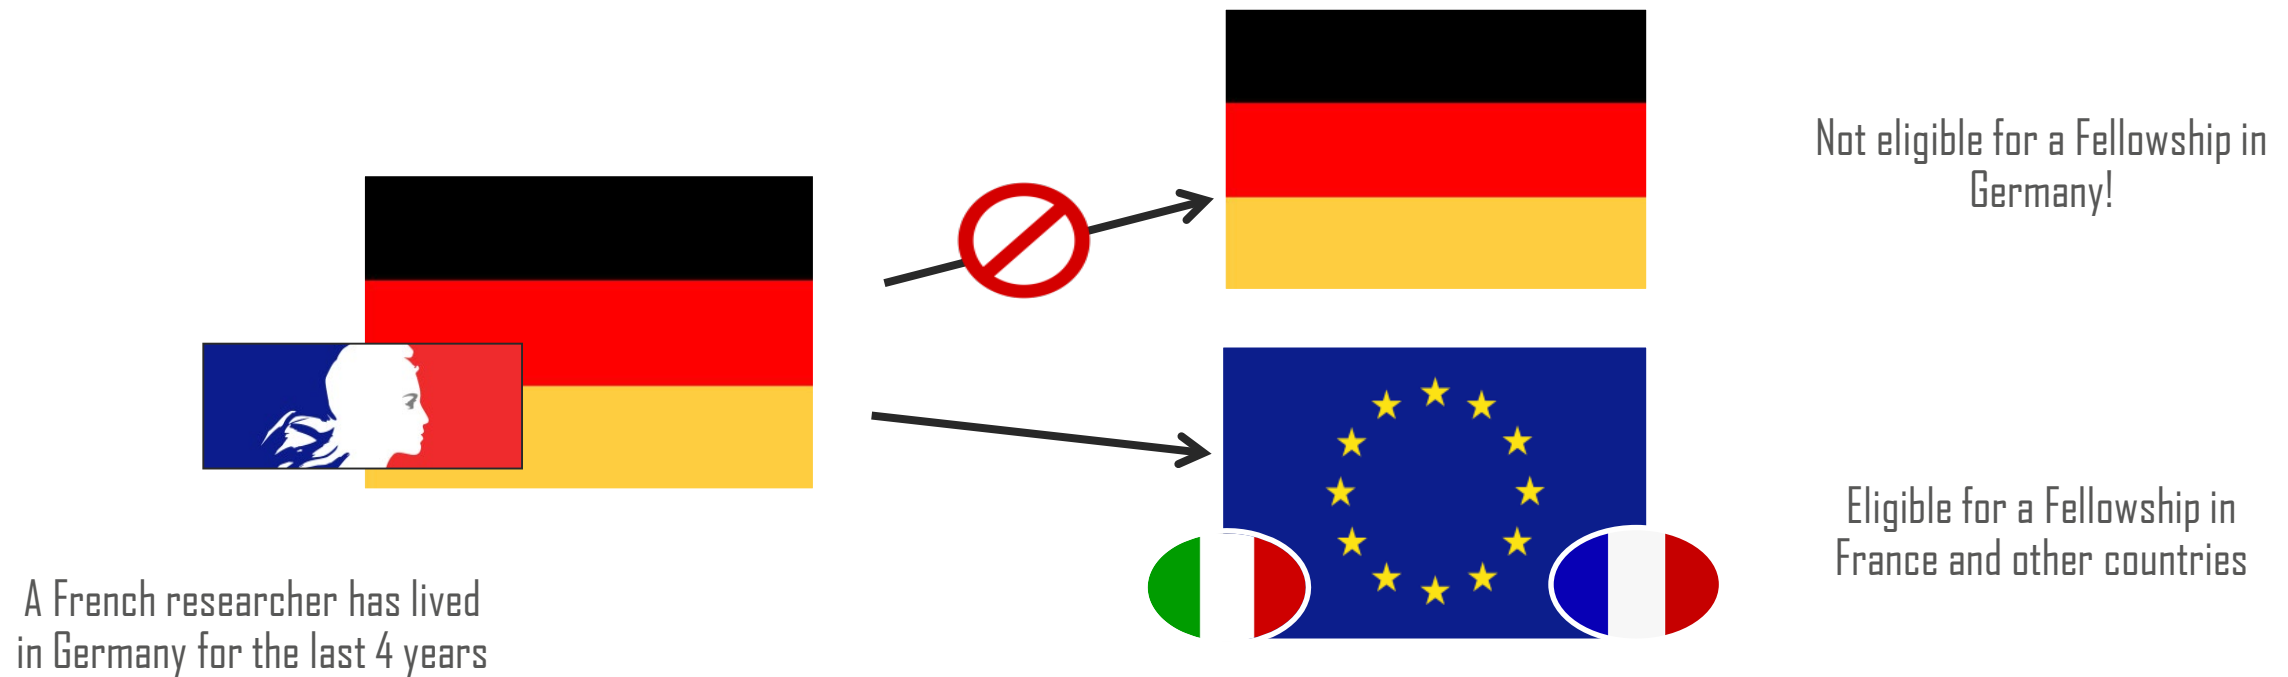 Not eligible for a Fellowship in
Germany!
Eligible for a Fellowship in
France and other countries
A French researcher has lived
in Germany for the last 4 years